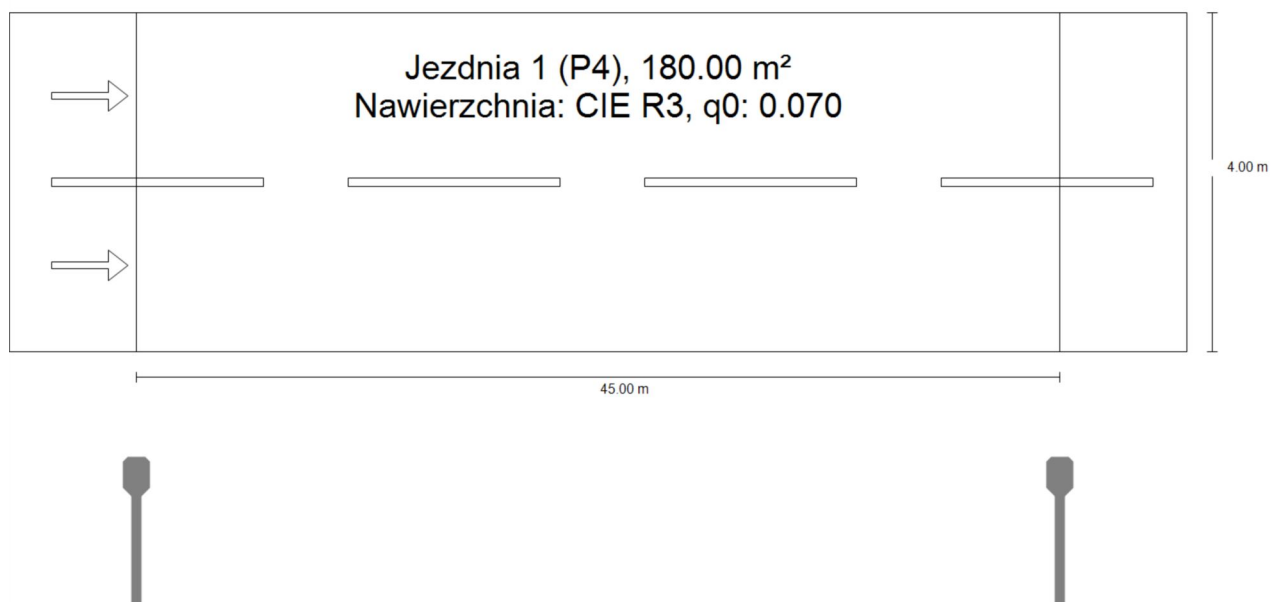 Jezdnia 1 (P4), 180.00 m²
Nawierzchnia: CIE R3, q0: 0.070
4.00 m
45.00 m